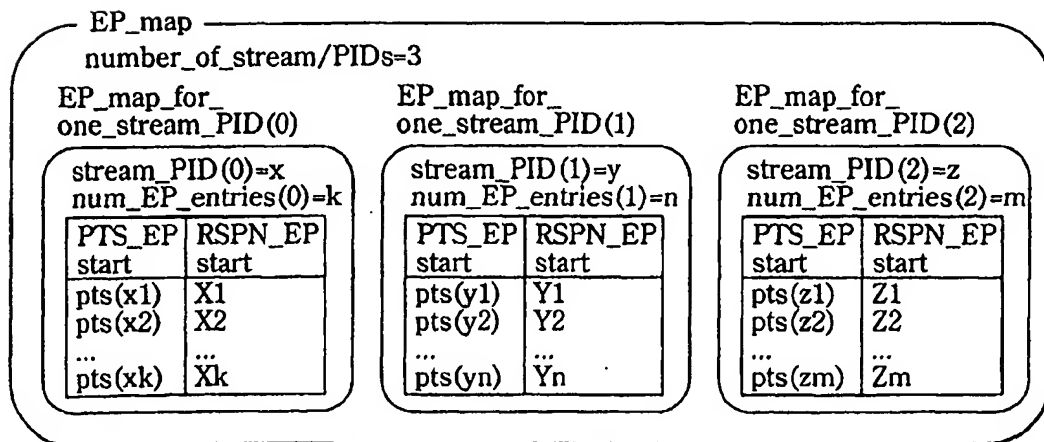 EP_map
number_of_stream/PIDs=3
EP_map_for_
one_stream_PID(0)
stream_PID(0)=x
num_EP_entries(0)=k
PTS_EP RSPN_EP
start start
pts(x1) X1
pts(x2) X2
... ...
pts(xk) Xk
EP_map_for_
one_stream_PID(1)
stream_PID(1)=y
num_EP_entries(1)=n
PTS_EP RSPN_EP
start start
pts(y1) Y1
pts(y2) Y2
... ...
pts(yn) Yn
EP_map_for_
one_stream_PID(2)
stream_PID(2)=z
num_EP_entries(2)=m
PTS_EP RSPN_EP
start start
pts(z1) Z1
pts(z2) Z2
... ...
pts(zm) Zm